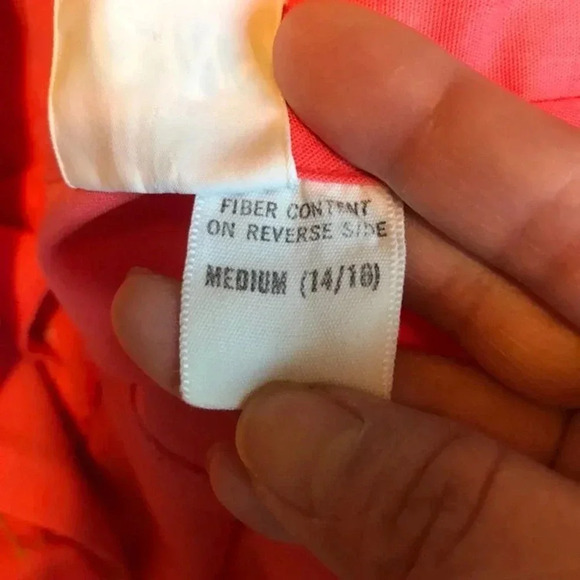 FIBER CONTENT
ON REVERSE SIDE
MEDIUM (14/16)